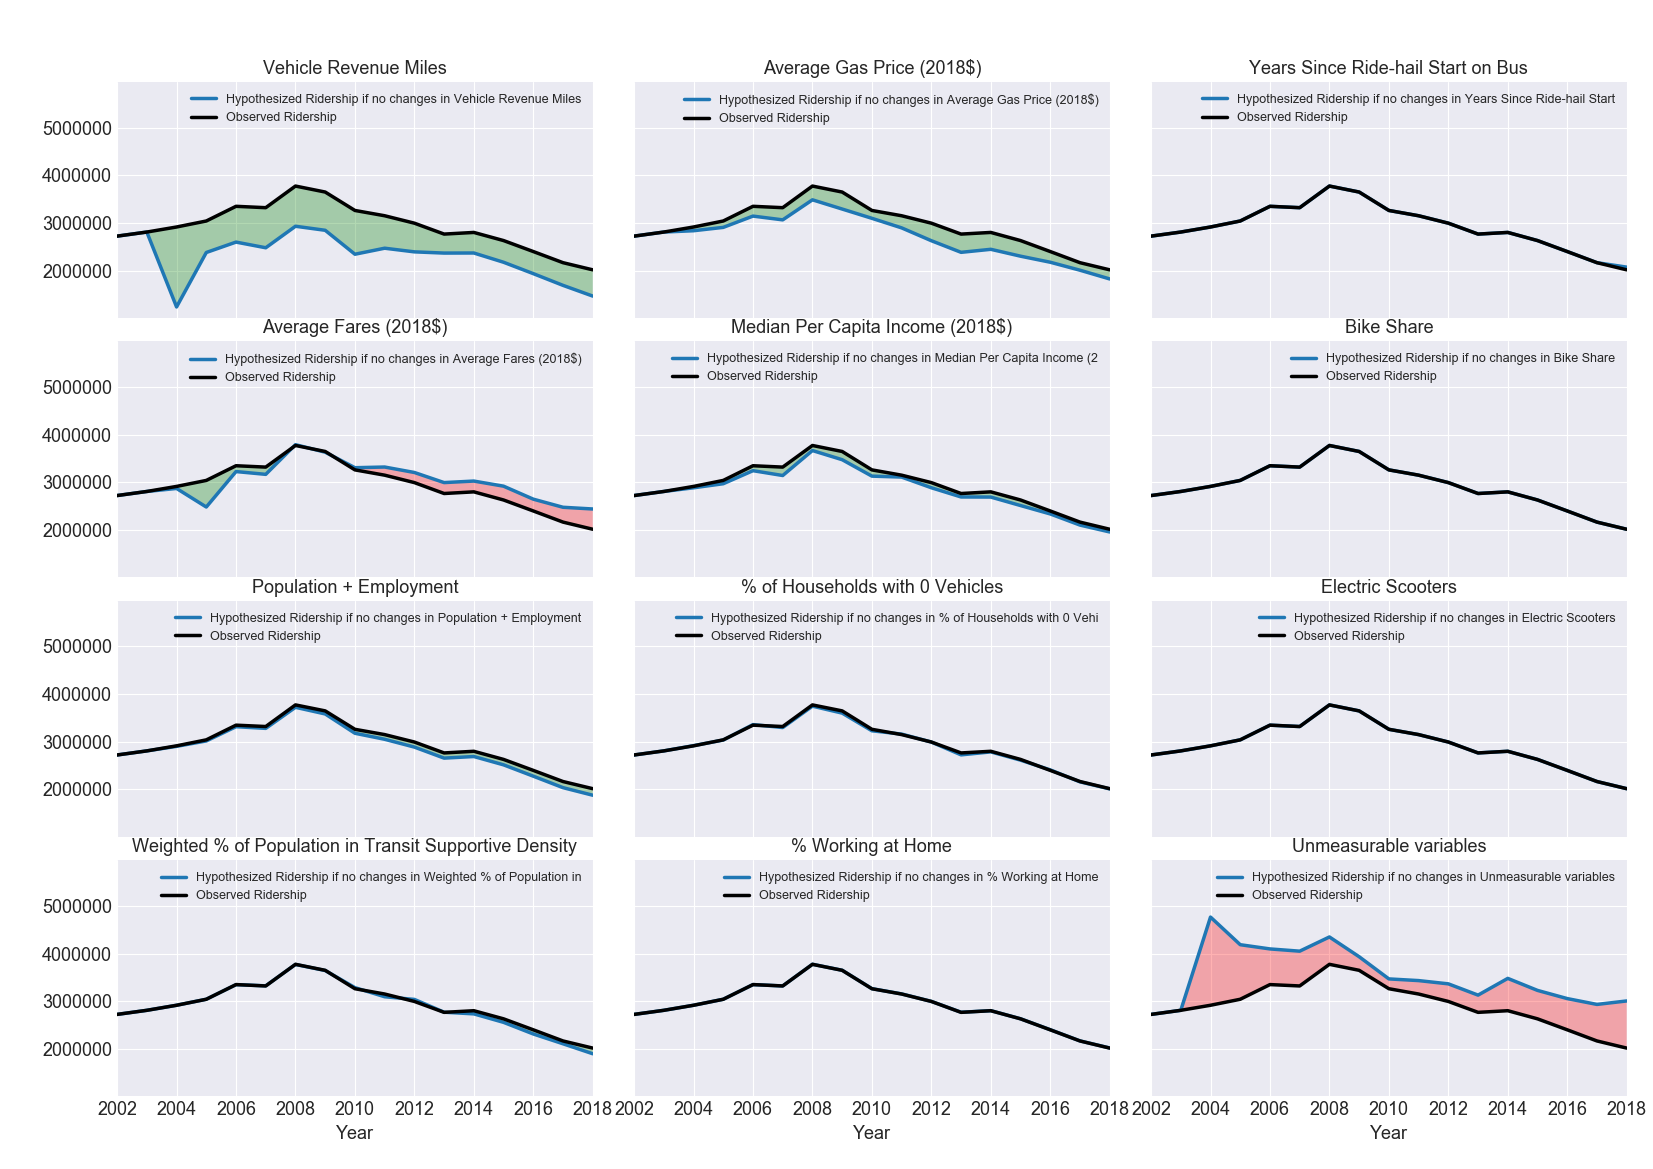 Vehicle Revenue Miles
Hypothesized Ridership if no changes in Vehicle Revenue Miles
Observed Ridership
5000000
4000000
3000000
2000000
Average Gas Price (2018$)
Hypothesized Ridership if no changes in Average Gas Price (2018$)
Observed Ridership
Years Since Ride-hail Start on Bus
Hypothesized Ridership if no changes in Years Since Ride-hail Start
Observed Ridership
Average Fares (2018$)
Hypothesized Ridership if no changes in Average Fares (2018$)
Observed Ridership
5000000
4000000
3000000
2000000
Median Per Capita Income (2018$)
Hypothesized Ridership if no changes in Median Per Capita Income (2
Observed Ridership
Bike Share
Hypothesized Ridership if no changes in Bike Share
Observed Ridership
Population + Employment
Hypothesized Ridership if no changes in Population + Employment
Observed Ridership
5000000
4000000
3000000
2000000
% of Households with 0 Vehicles
Hypothesized Ridership if no changes in % of Households with 0 Vehi
Observed Ridership
Electric Scooters
Hypothesized Ridership if no changes in Electric Scooters
Observed Ridership
Weighted % of Population in Transit Supportive Density
Hypothesized Ridership if no changes in Weighted % of Population in
Observed Ridership
5000000
4000000
3000000
2000000
2002 2004 2006 2008 2010 2012 2014 2016 2018
Year
% Working at Home
Hypothesized Ridership if no changes in % Working at Home
Observed Ridership
2002 2004 2006 2008 2010 2012 2014 2016 2018
Year
Unmeasurable variables
Hypothesized Ridership if no changes in Unmeasurable variables
Observed Ridership
2002 2004 2006 2008 2010 2012 2014 2016 2018
Year